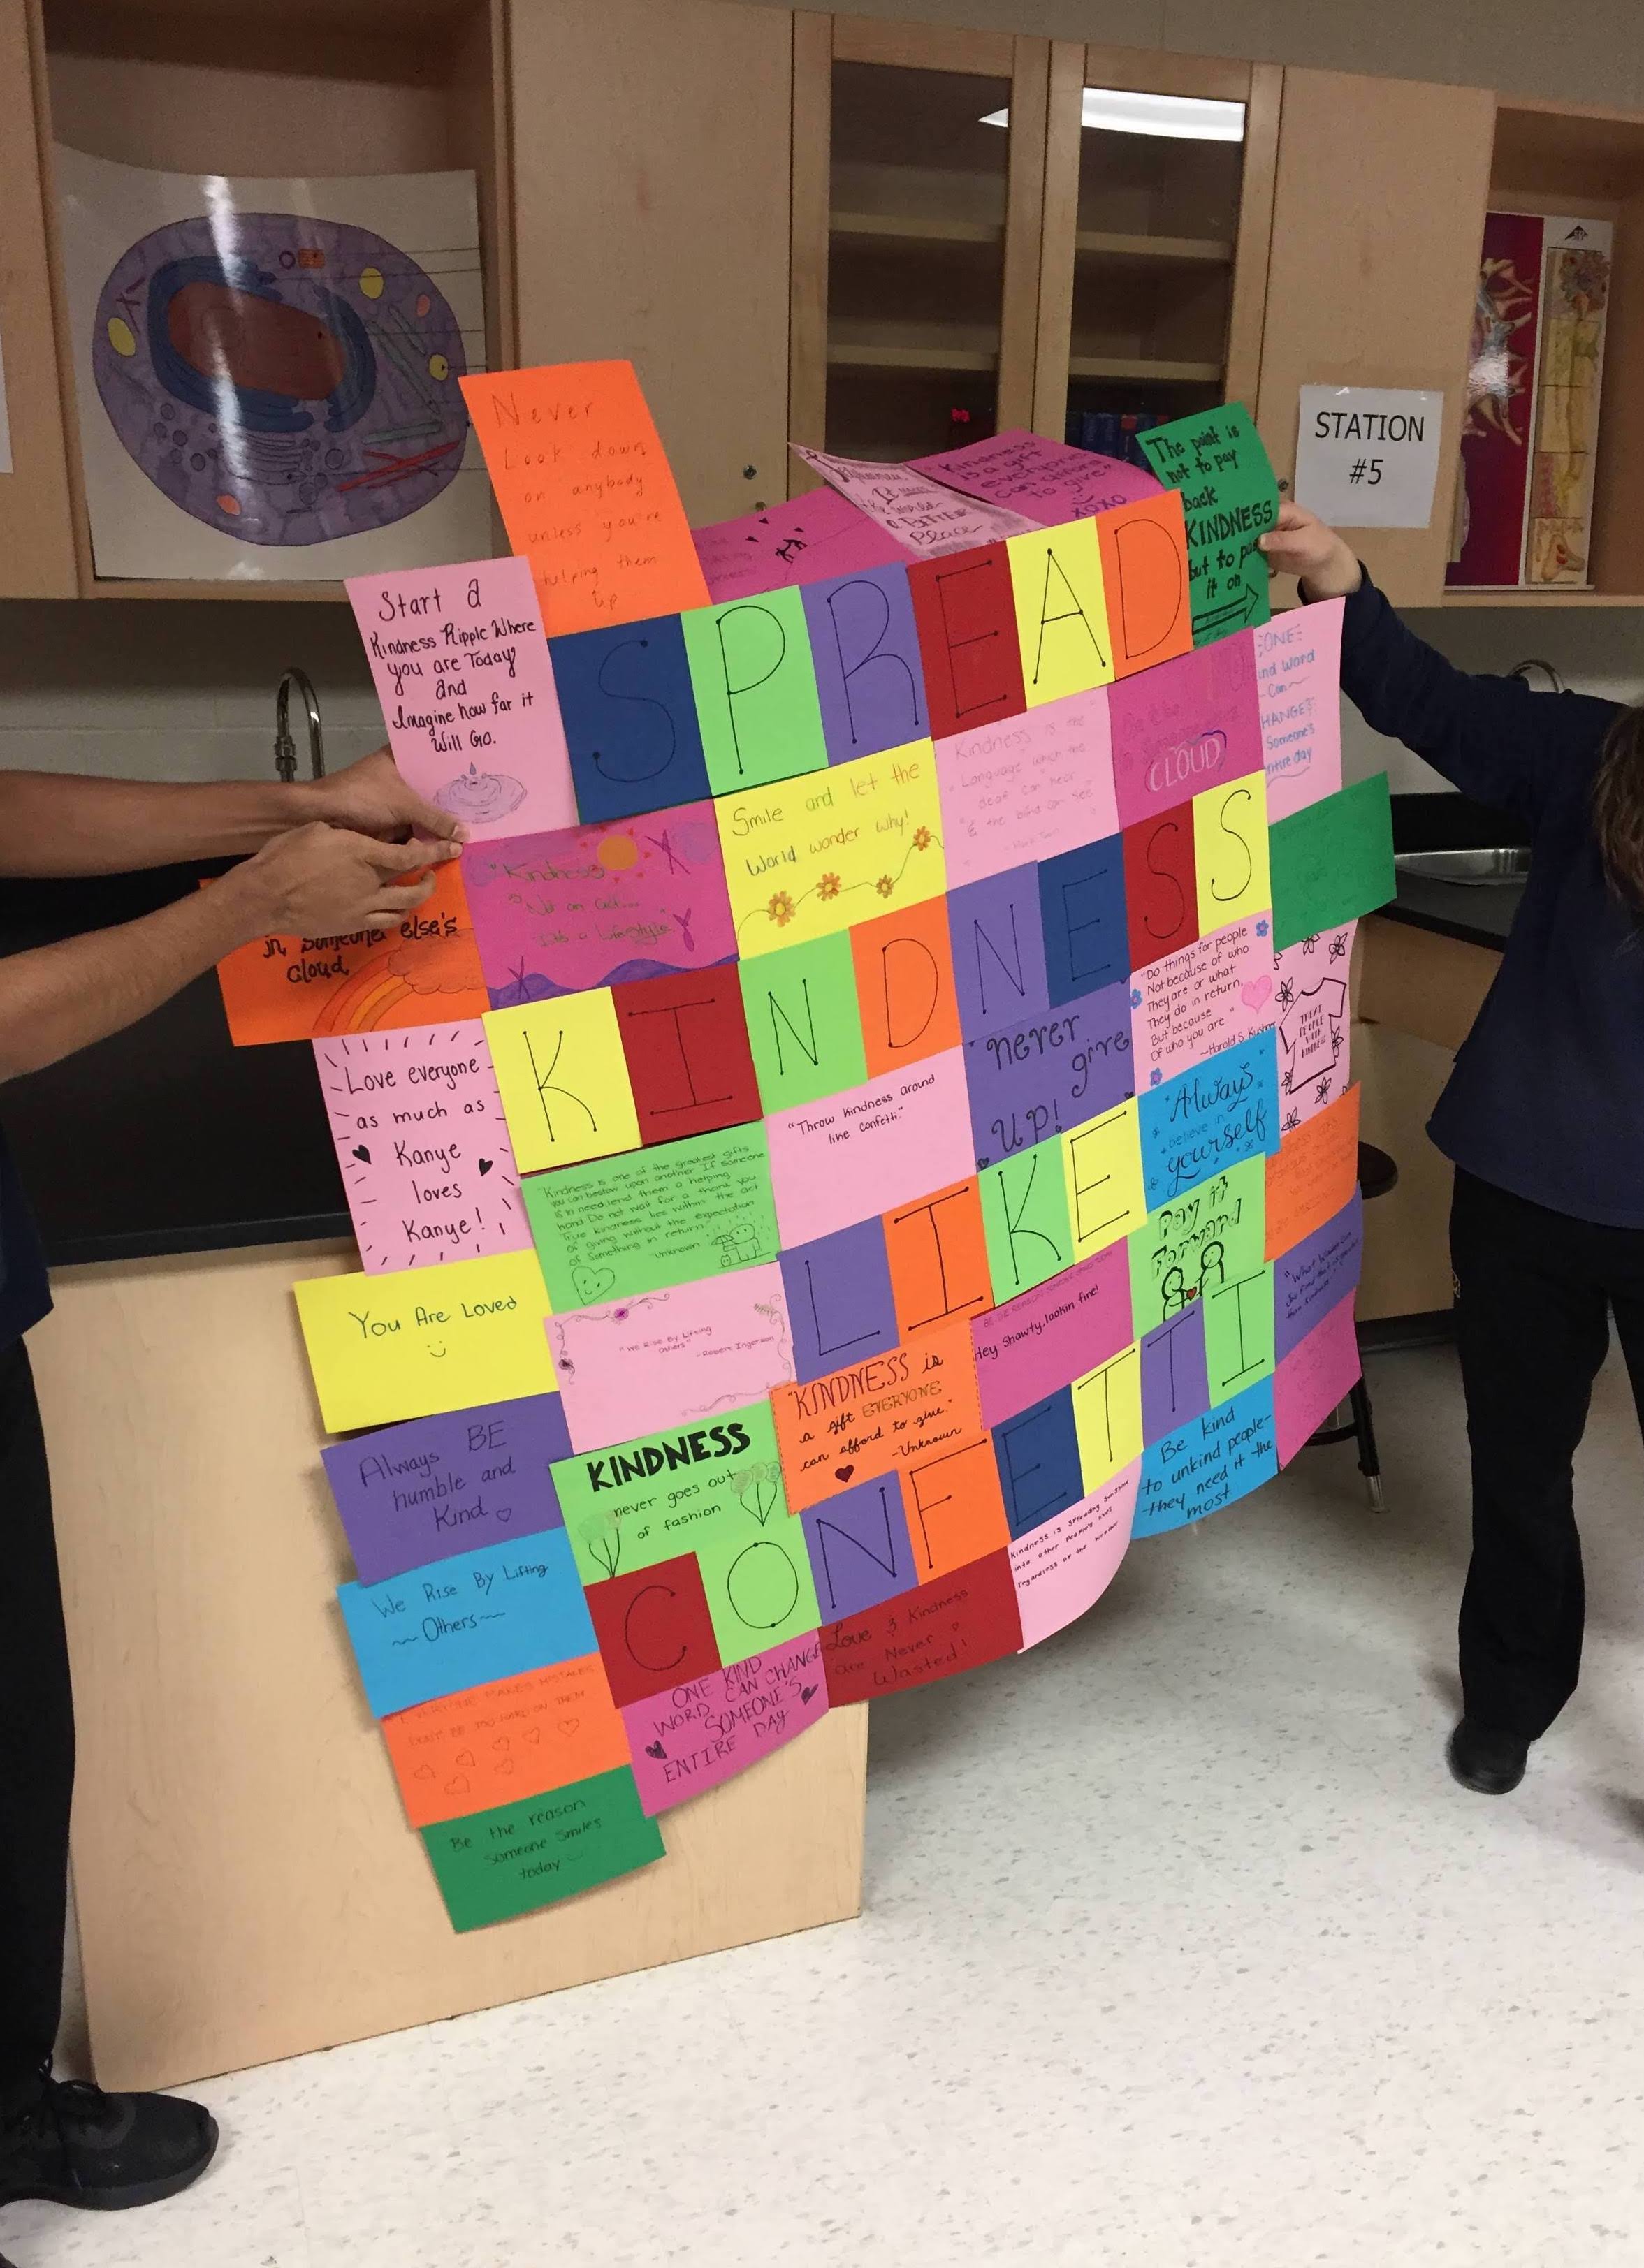 STATION
#5
Never
Look down
on anybody
unless you're
helping them
up
Kindness
is a gift
everyone
can afford
to give"
XOXO
The point is
not to pay
back
KINDNESS
but to pass
it on
Start a
Kindness Ripple Where
you are Today
and
Imagine how far it
Will Go.
SPREAD
ONE
Kind Word
Can
CHANGE
Someone's
entire day
"Kindness
Not an act...
It's a Lifestyle"
Smile and let the
World wonder why!
Kindness is the
Language which the
deaf can hear
& the blind can see
- Mark Twain
CLOUD
in someone else's
cloud
KINDNESS
Love everyone
as much as
Kanye
loves
Kanye!
"Kindness is one of the greatest gifts
you can bestow upon another. If someone
is in need, lend them a helping
hand. Do not wait for a thank you.
True kindness lies within the act
of giving without the expectation
of something in return"
Unknown
"Throw kindness around
like confetti."
"never
give
UP!
"Do things for people
Not because of who
They are or what
They do in return,
But because
Of who you are"
TREAT
PEOPLE
WITH
KINDNESS
Always
believe in
yourself
LIKE
Pay it
Forward
You Are Loved
"We Rise By Lifting
Others"
- Robert Ingersoll
"KINDNESS is
a gift EVERYONE
can afford to give."
-Unknown
Hey Shawty, lookin fine!
Always BE
humble and
Kind
KINDNESS
never goes out
of fashion
CONFETTI
Be kind
to unkind people-
they need it the
most
We Rise By Lifting
Others
Kindness is spreading sunshine
into other people's lives
regardless of the weather
Love & Kindness
are Never
Wasted!
EVERYONE MAKES MISTAKES
DON'T BE TOO HARD ON THEM
ONE KIND
WORD CAN CHANGE
SOMEONE'S
ENTIRE DAY
Be the reason
Someone Smiles
today